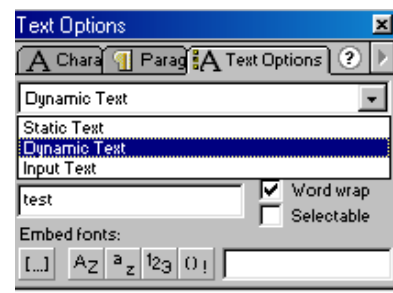 Text Options
A Chara Parag A Text Options ?
Dynamic Text
Static Text
Dynamic Text
Input Text
test
Word wrap
Selectable
Embed fonts:
[...] AZ az 123 ()!